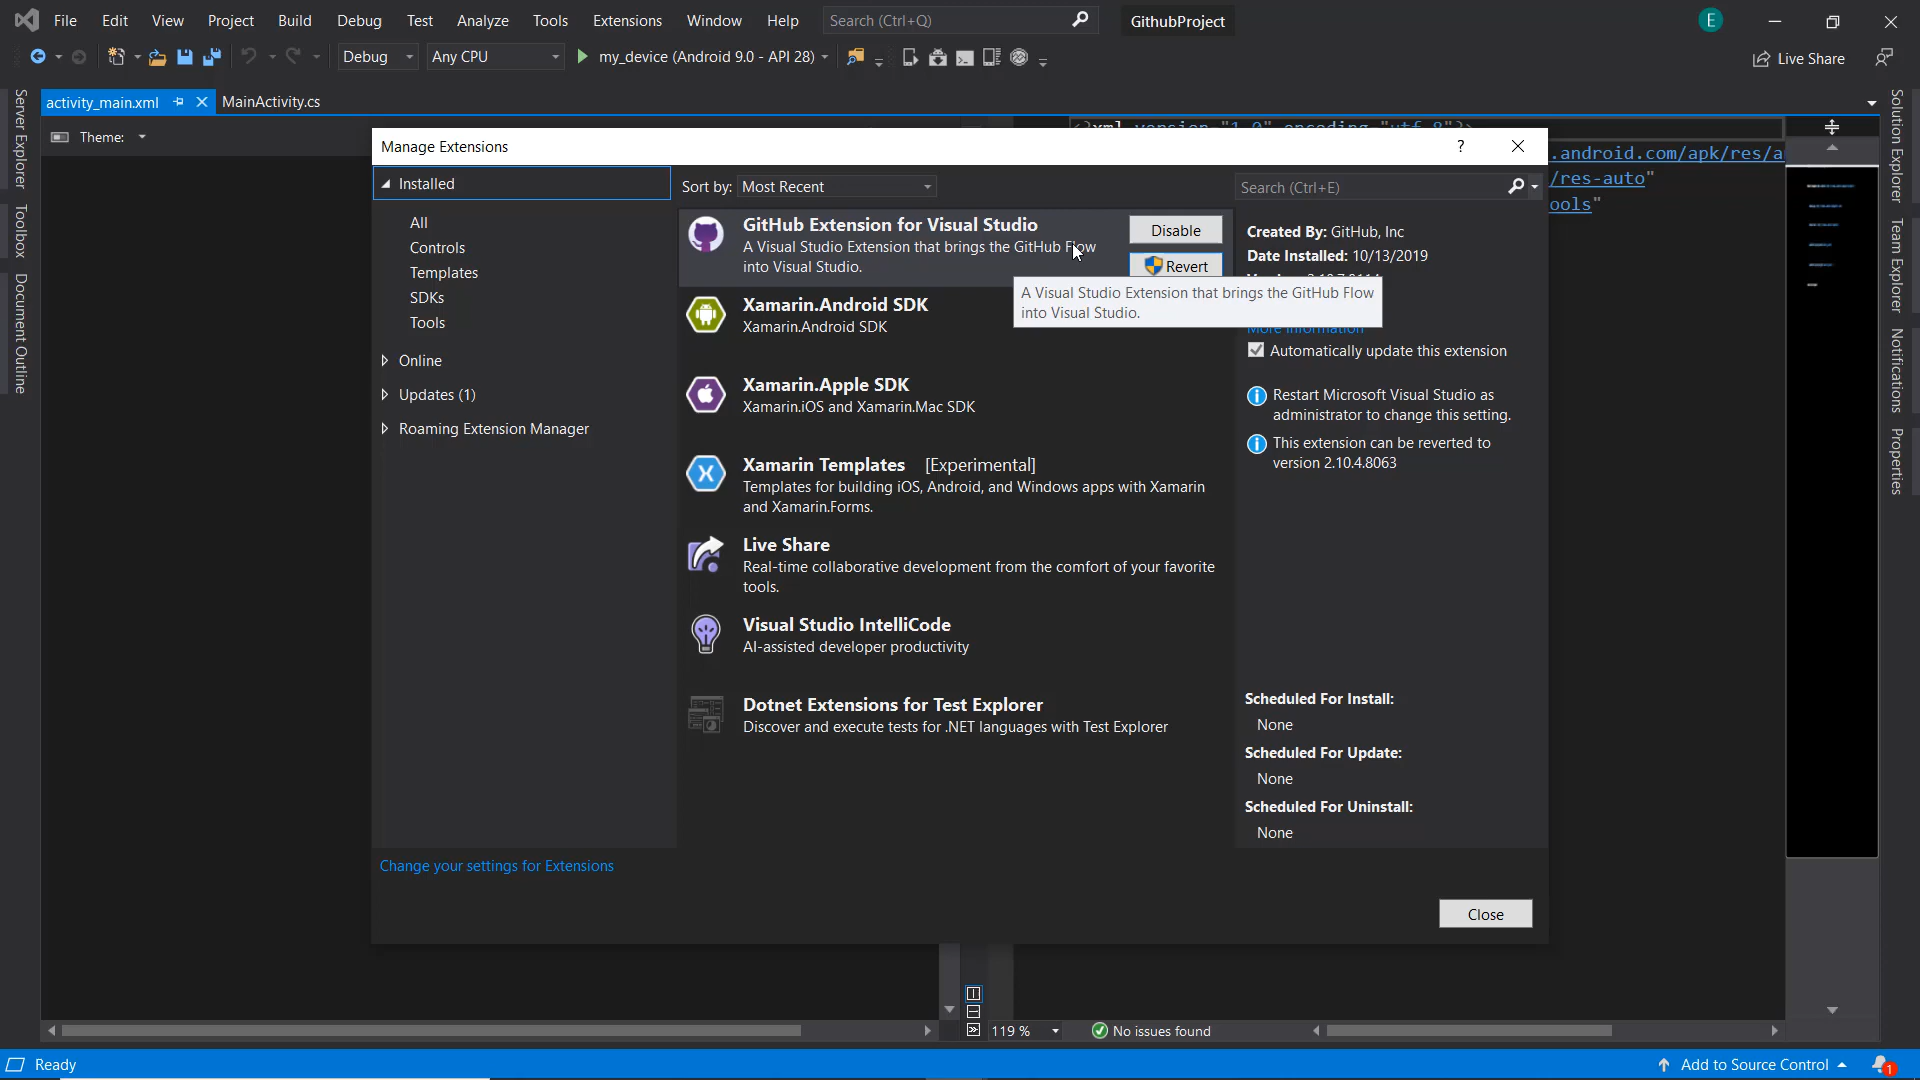 File Edit View Project Build Debug Test Analyze Tools Extensions Window Help Search (Ctrl+Q) GithubProject E
Debug Any CPU my_device (Android 9.0 - API 28) Live Share
activity_main.xml MainActivity.cs
Theme:
Server Explorer
Toolbox
Document Outline
<?xml version="1.0" encoding="utf-8"?>
.android.com/apk/res/a
/res-auto"
ools"
Manage Extensions ?
Installed
All
Controls
Templates
SDKs
Tools
Online
Updates (1)
Roaming Extension Manager
Change your settings for Extensions
Sort by: Most Recent
GitHub Extension for Visual Studio
A Visual Studio Extension that brings the GitHub Flow
into Visual Studio.
Disable
Revert
A Visual Studio Extension that brings the GitHub Flow
into Visual Studio.
Xamarin.Android SDK
Xamarin.Android SDK
Xamarin.Apple SDK
Xamarin.iOS and Xamarin.Mac SDK
Xamarin Templates [Experimental]
Templates for building iOS, Android, and Windows apps with Xamarin
and Xamarin.Forms.
Live Share
Real-time collaborative development from the comfort of your favorite
tools.
Visual Studio IntelliCode
AI-assisted developer productivity
Dotnet Extensions for Test Explorer
Discover and execute tests for .NET languages with Test Explorer
Search (Ctrl+E)
Created By: GitHub, Inc
Date Installed: 10/13/2019
More Information
Automatically update this extension
Restart Microsoft Visual Studio as
administrator to change this setting.
This extension can be reverted to
version 2.10.4.8063
Scheduled For Install:
None
Scheduled For Update:
None
Scheduled For Uninstall:
None
Close
Solution Explorer
Team Explorer
Notifications
Properties
119 % No issues found
Ready Add to Source Control 1